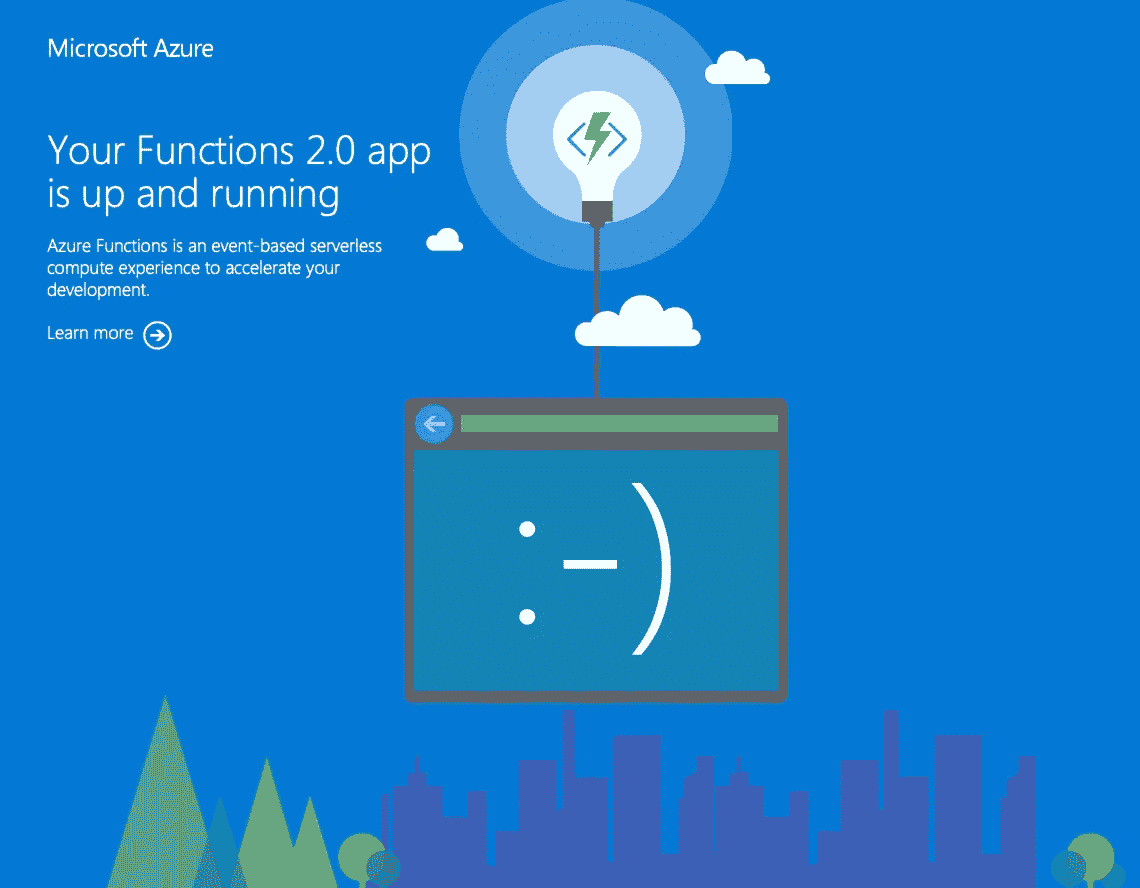 Microsoft Azure
Your Functions 2.0 app
is up and running
Azure Functions is an event-based serverless
compute experience to accelerate your
development.
Learn more
:-)